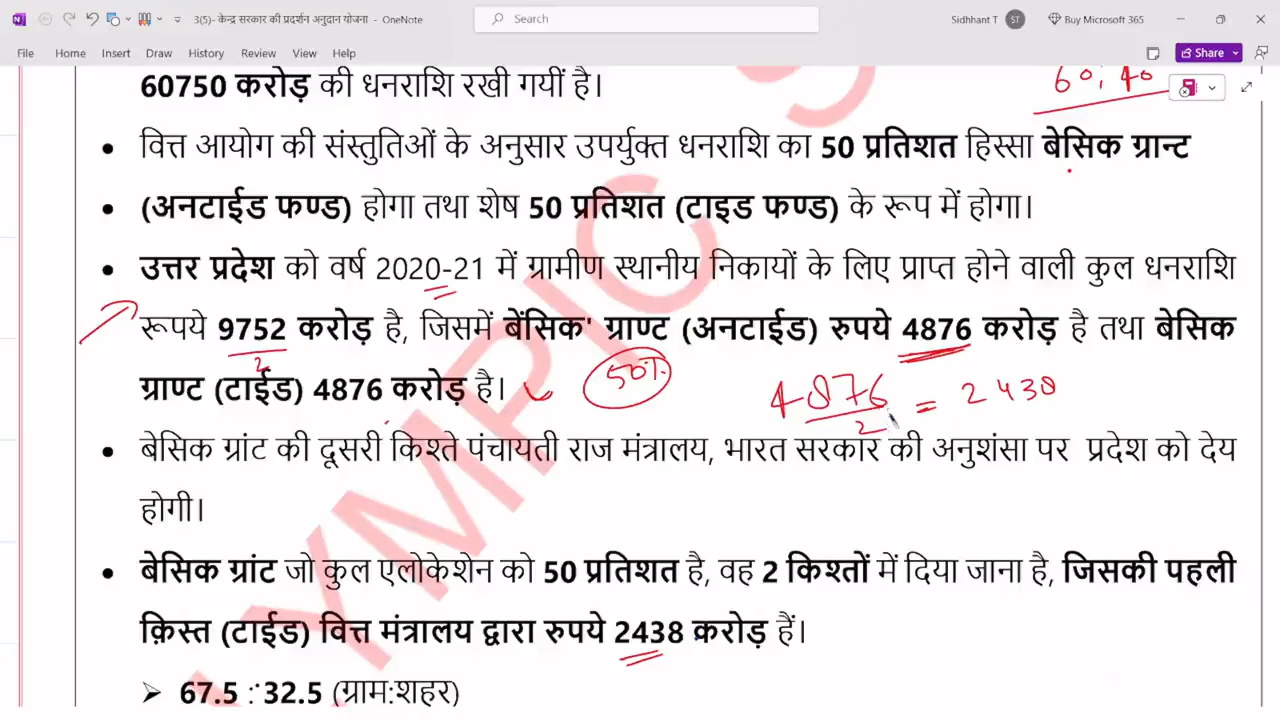 3(5)- केन्द्र सरकार की प्रदर्शन अनुदान योजना - OneNote
Search
Sidhhant T ST
Buy Microsoft 365
File Home Insert Draw History Review View Help
Share
60750 करोड़ की धनराशि रखी गयीं है।
60:40
• वित्त आयोग की संस्तुतिओं के अनुसार उपर्युक्त धनराशि का 50 प्रतिशत हिस्सा बेसिक ग्रान्ट
• (अनटाईड फण्ड) होगा तथा शेष 50 प्रतिशत (टाइड फण्ड) के रूप में होगा।
• उत्तर प्रदेश को वर्ष 2020-21 में ग्रामीण स्थानीय निकायों के लिए प्राप्त होने वाली कुल धनराशि
रूपये 9752 करोड़ है, जिसमें बेंसिक' ग्राण्ट (अनटाईड) रुपये 4876 करोड़ है तथा बेसिक
2
ग्राण्ट (टाईड) 4876 करोड़ है।
50%
4876 = 2438
2
• बेसिक ग्रांट की दूसरी किश्ते पंचायती राज मंत्रालय, भारत सरकार की अनुशंसा पर प्रदेश को देय
होगी।
• बेसिक ग्रांट जो कुल एलोकेशेन को 50 प्रतिशत है, वह 2 किश्तों में दिया जाना है, जिसकी पहली
क़िस्त (टाईड) वित्त मंत्रालय द्वारा रुपये 2438 करोड़ हैं।
➢ 67.5 : 32.5 (ग्राम:शहर)
YMPIC S